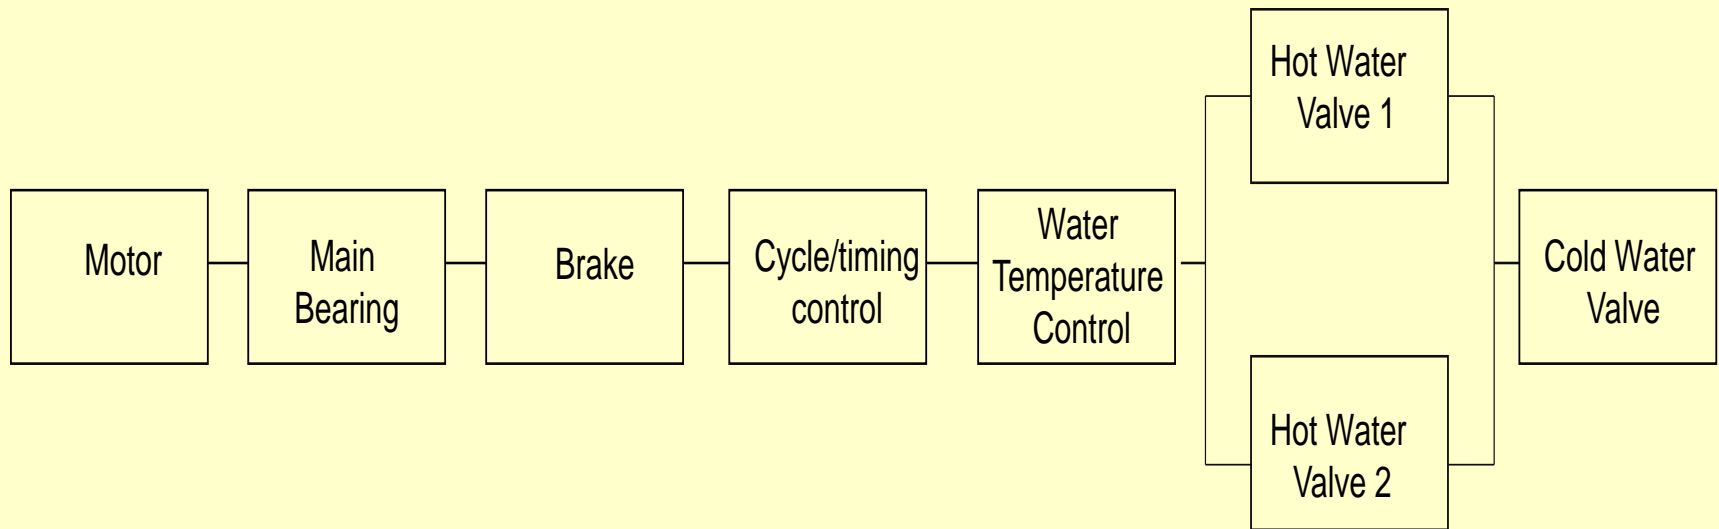 Motor
Main
Bearing
Brake
Cycle/timing
control
Water
Temperature
Control
Hot Water
Valve 1
Hot Water
Valve 2
Cold Water
Valve